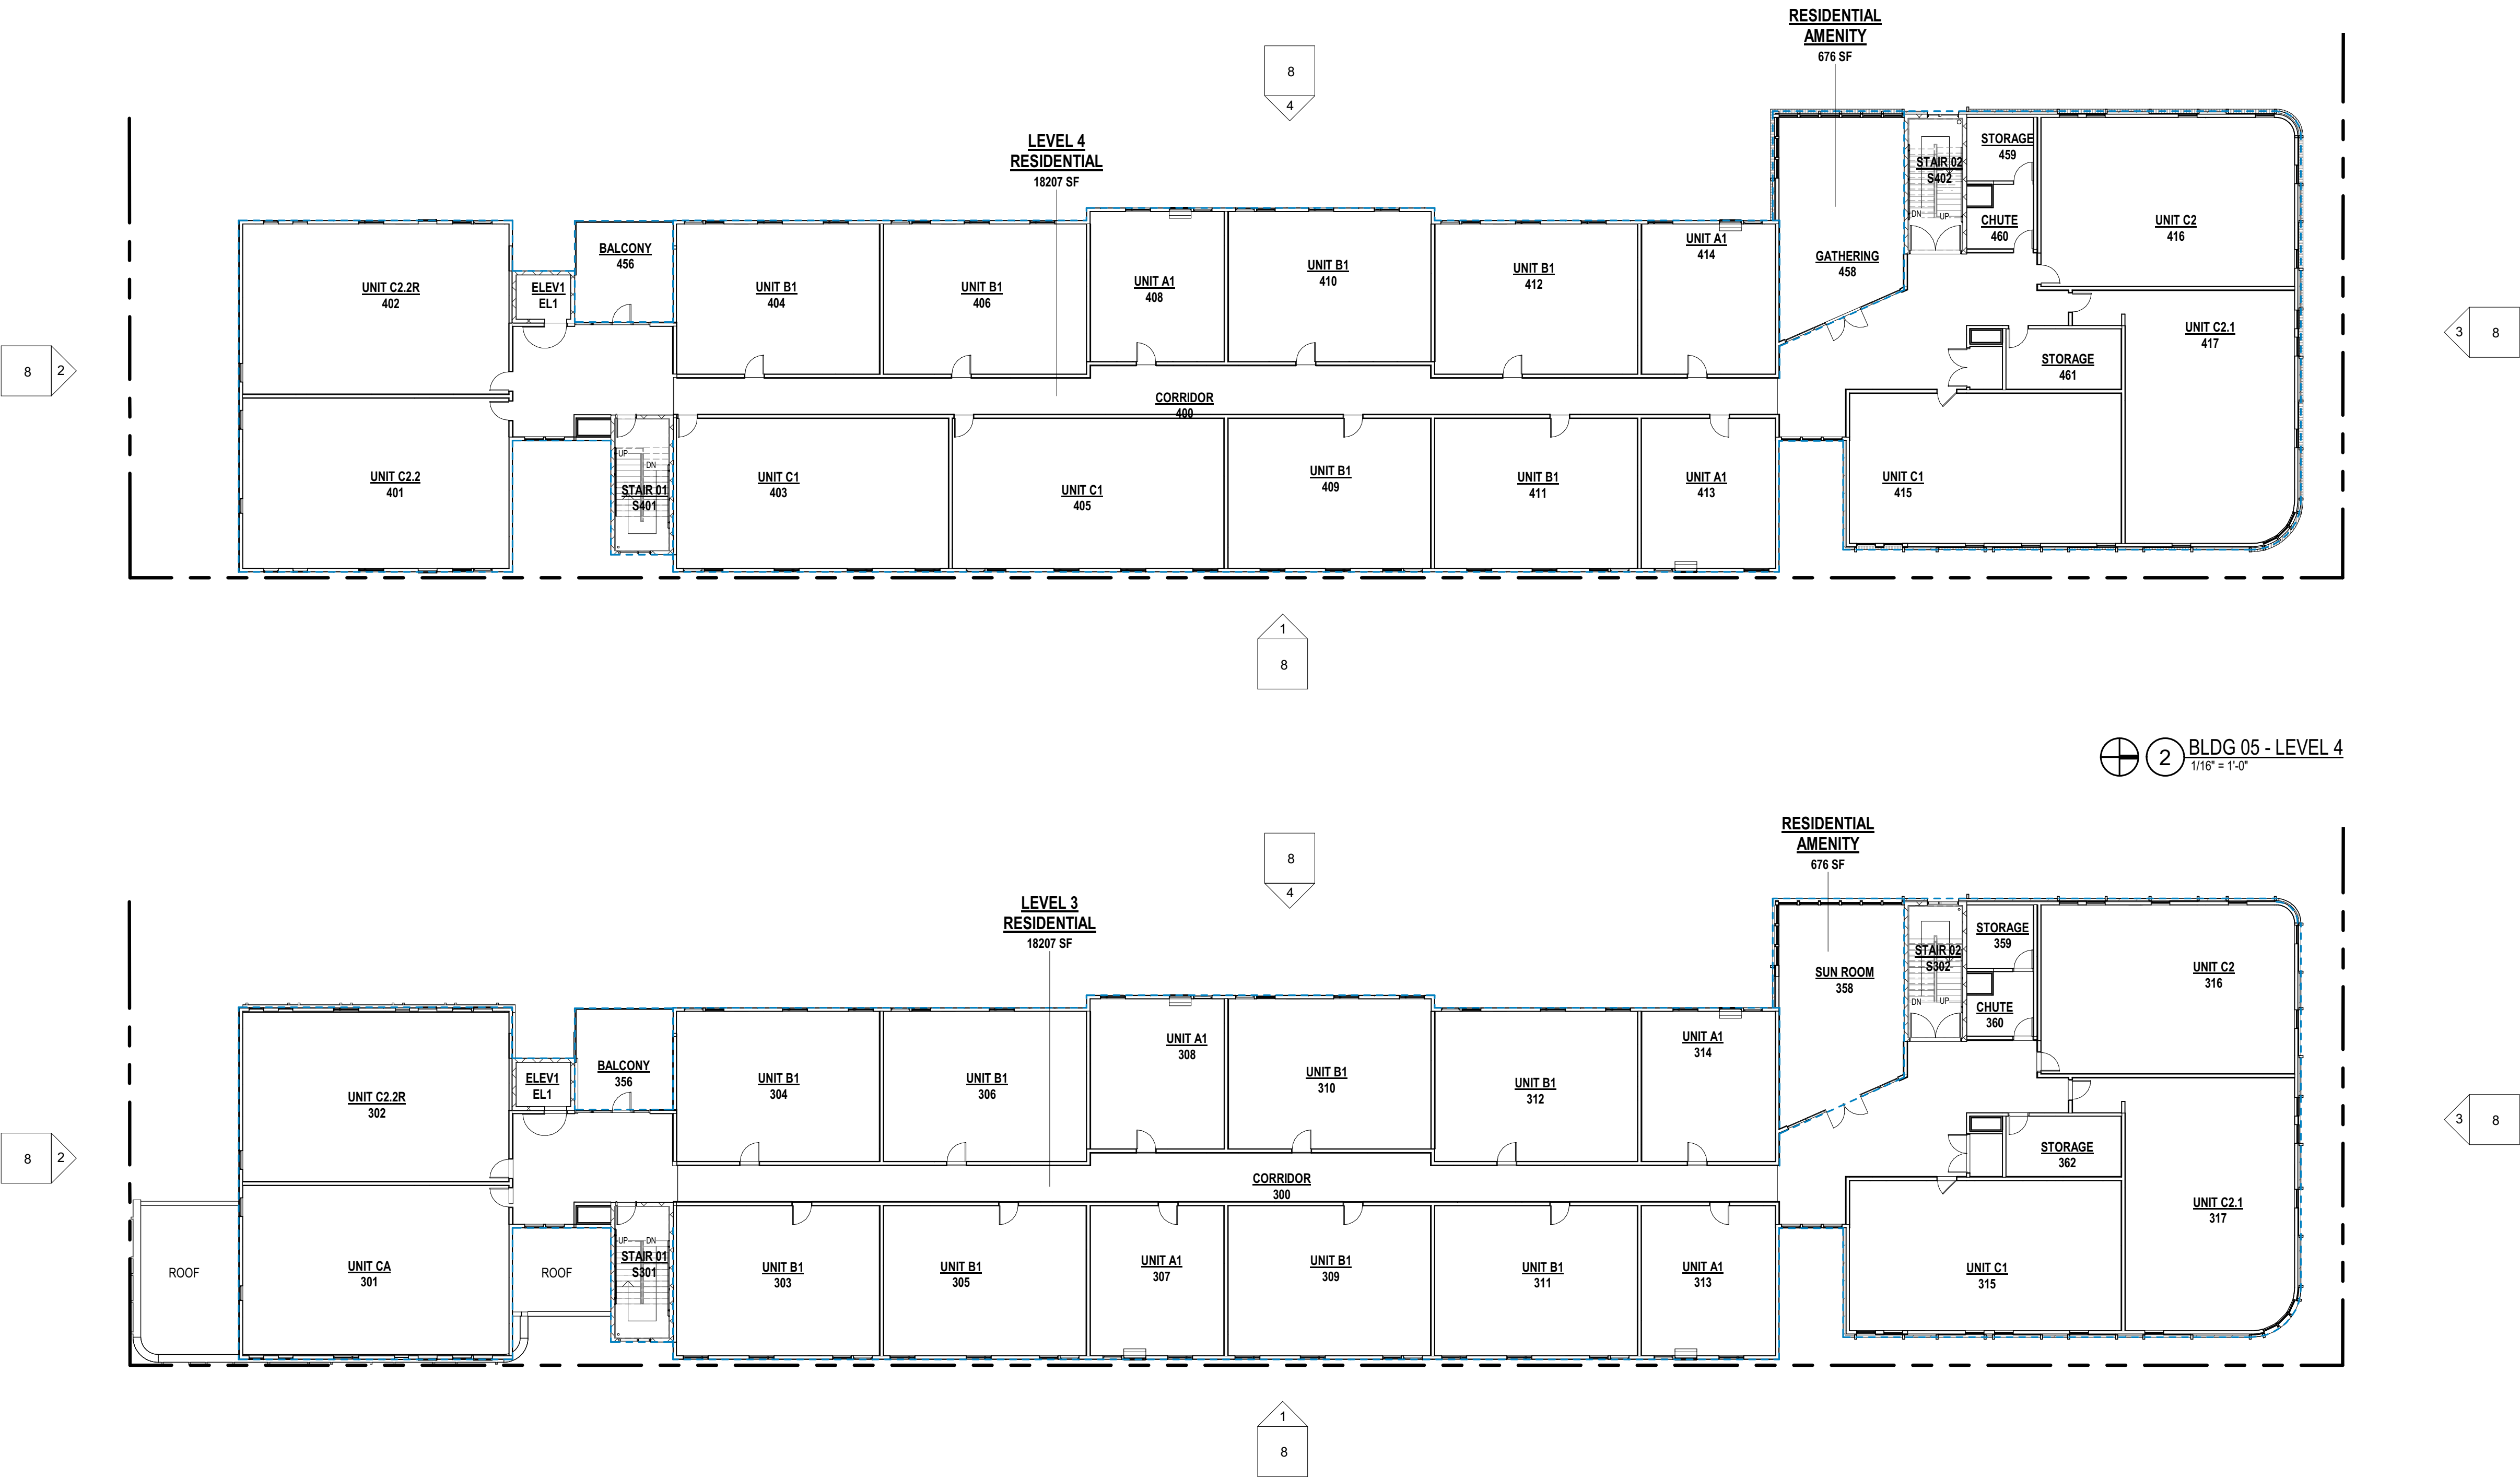 RESIDENTIAL
AMENITY
676 SF
8
4
LEVEL 4
RESIDENTIAL
18207 SF
STORAGE
459
STAIR 02
S402
DN
UP
CHUTE
460
UNIT C2
416
BALCONY
456
UNIT C2.2R
402
ELEV1
EL1
UNIT B1
404
UNIT B1
406
UNIT A1
408
UNIT B1
410
UNIT B1
412
UNIT A1
414
GATHERING
458
UNIT C2.1
417
STORAGE
461
8
2
3
8
CORRIDOR
400
UNIT C2.2
401
UP
DN
STAIR 01
S401
UNIT C1
403
UNIT C1
405
UNIT B1
409
UNIT B1
411
UNIT A1
413
UNIT C1
415
1
8
2
BLDG 05 - LEVEL 4
1/16" = 1'-0"
RESIDENTIAL
AMENITY
676 SF
8
4
LEVEL 3
RESIDENTIAL
18207 SF
STORAGE
359
STAIR 02
S302
DN
UP
CHUTE
360
UNIT C2
316
SUN ROOM
358
UNIT C2.2R
302
ELEV1
EL1
BALCONY
356
UNIT B1
304
UNIT B1
306
UNIT A1
308
UNIT B1
310
UNIT B1
312
UNIT A1
314
8
2
3
8
STORAGE
362
UNIT C2.1
317
CORRIDOR
300
ROOF
UNIT CA
301
ROOF
UP
DN
STAIR 01
S301
UNIT B1
303
UNIT B1
305
UNIT A1
307
UNIT B1
309
UNIT B1
311
UNIT A1
313
UNIT C1
315
1
8